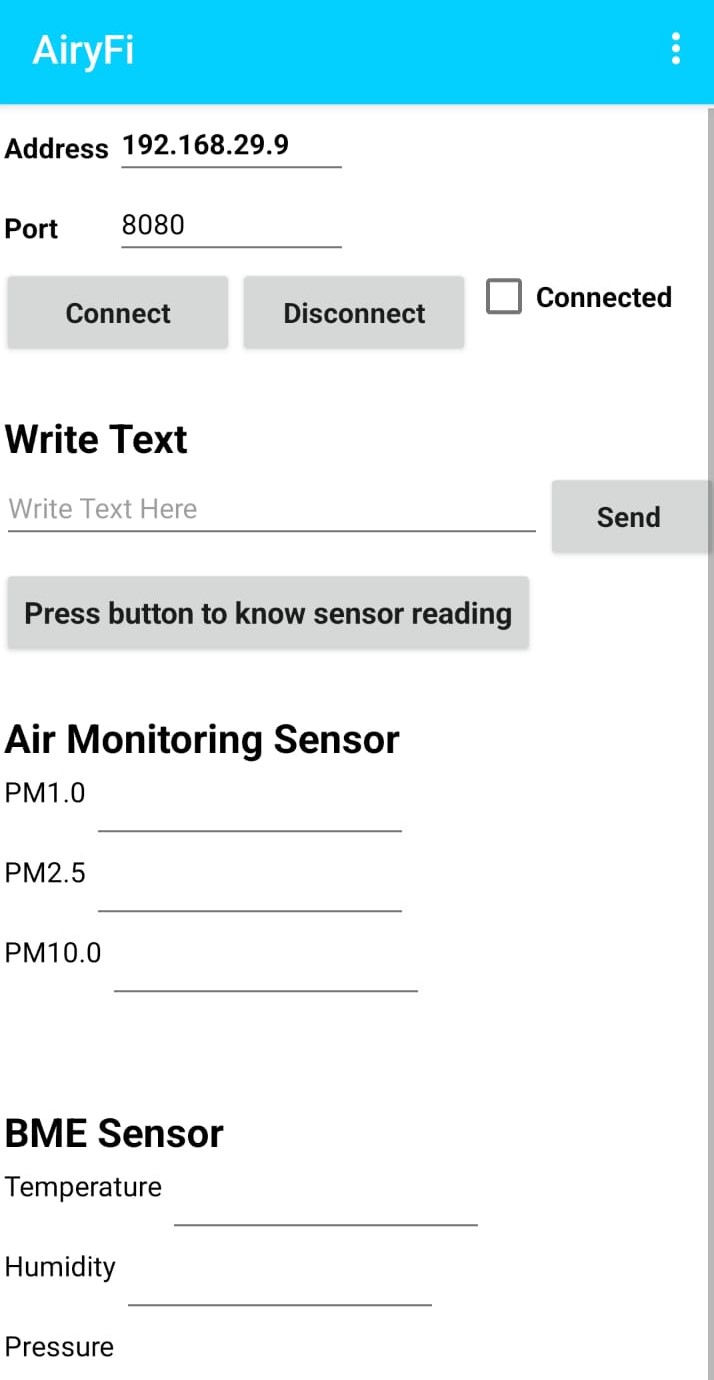 AiryFi
Address 192.168.29.9
Port 8080
Connect Disconnect Connected
Write Text
Write Text Here Send
Press button to know sensor reading
Air Monitoring Sensor
PM1.0
PM2.5
PM10.0
BME Sensor
Temperature
Humidity
Pressure